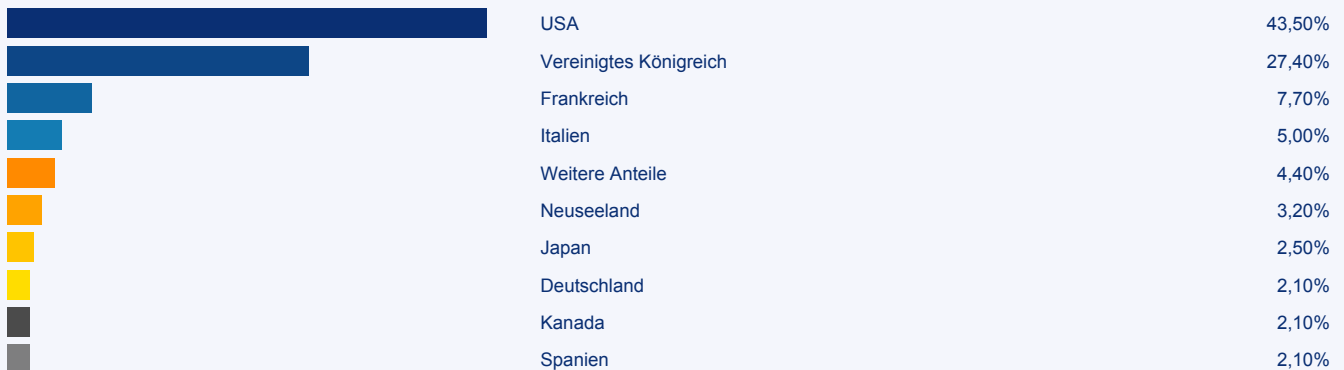 USA 43,50%
Vereinigtes Königreich 27,40%
Frankreich 7,70%
Italien 5,00%
Weitere Anteile 4,40%
Neuseeland 3,20%
Japan 2,50%
Deutschland 2,10%
Kanada 2,10%
Spanien 2,10%